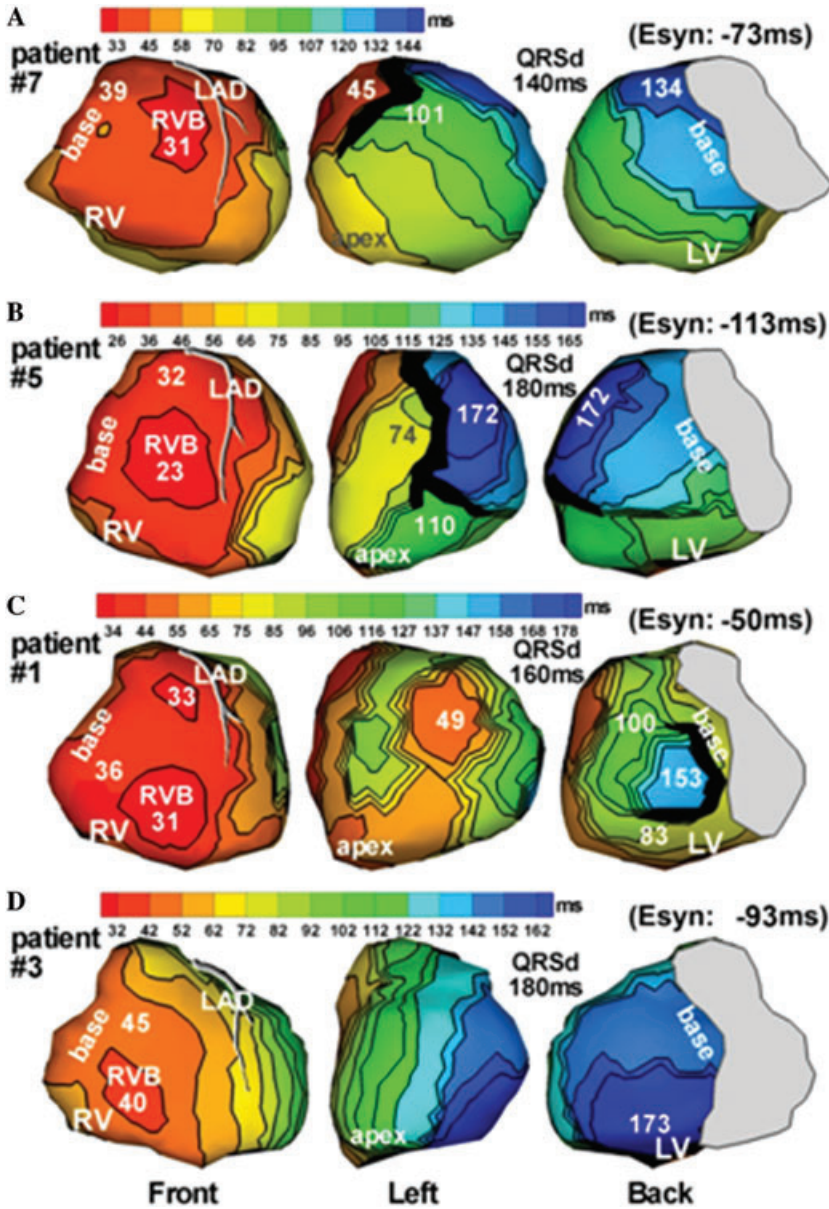 A
ms
33 45 58 70 82 95 107 120 132 144
(Esyn: -73ms)
patient
#7
QRSd
140ms
39
LAD
RVB
31
base
RV
45
101
apex
134
base
LV
B
ms
26 36 46 56 66 75 85 95 105 115 125 135 145 155 165
(Esyn: -113ms)
patient
#5
QRSd
180ms
32
LAD
RVB
23
base
RV
74
172
110
apex
172
base
LV
C
ms
34 44 55 65 75 85 96 106 116 127 137 147 158 168 178
(Esyn: -50ms)
patient
#1
QRSd
160ms
LAD
33
base
36
RVB
31
RV
49
apex
100
base
153
83
LV
D
ms
32 42 52 62 72 82 92 102 112 122 132 142 152 162
(Esyn: -93ms)
patient
#3
QRSd
180ms
LAD
base
45
RVB
40
RV
apex
base
173
LV
Front Left Back